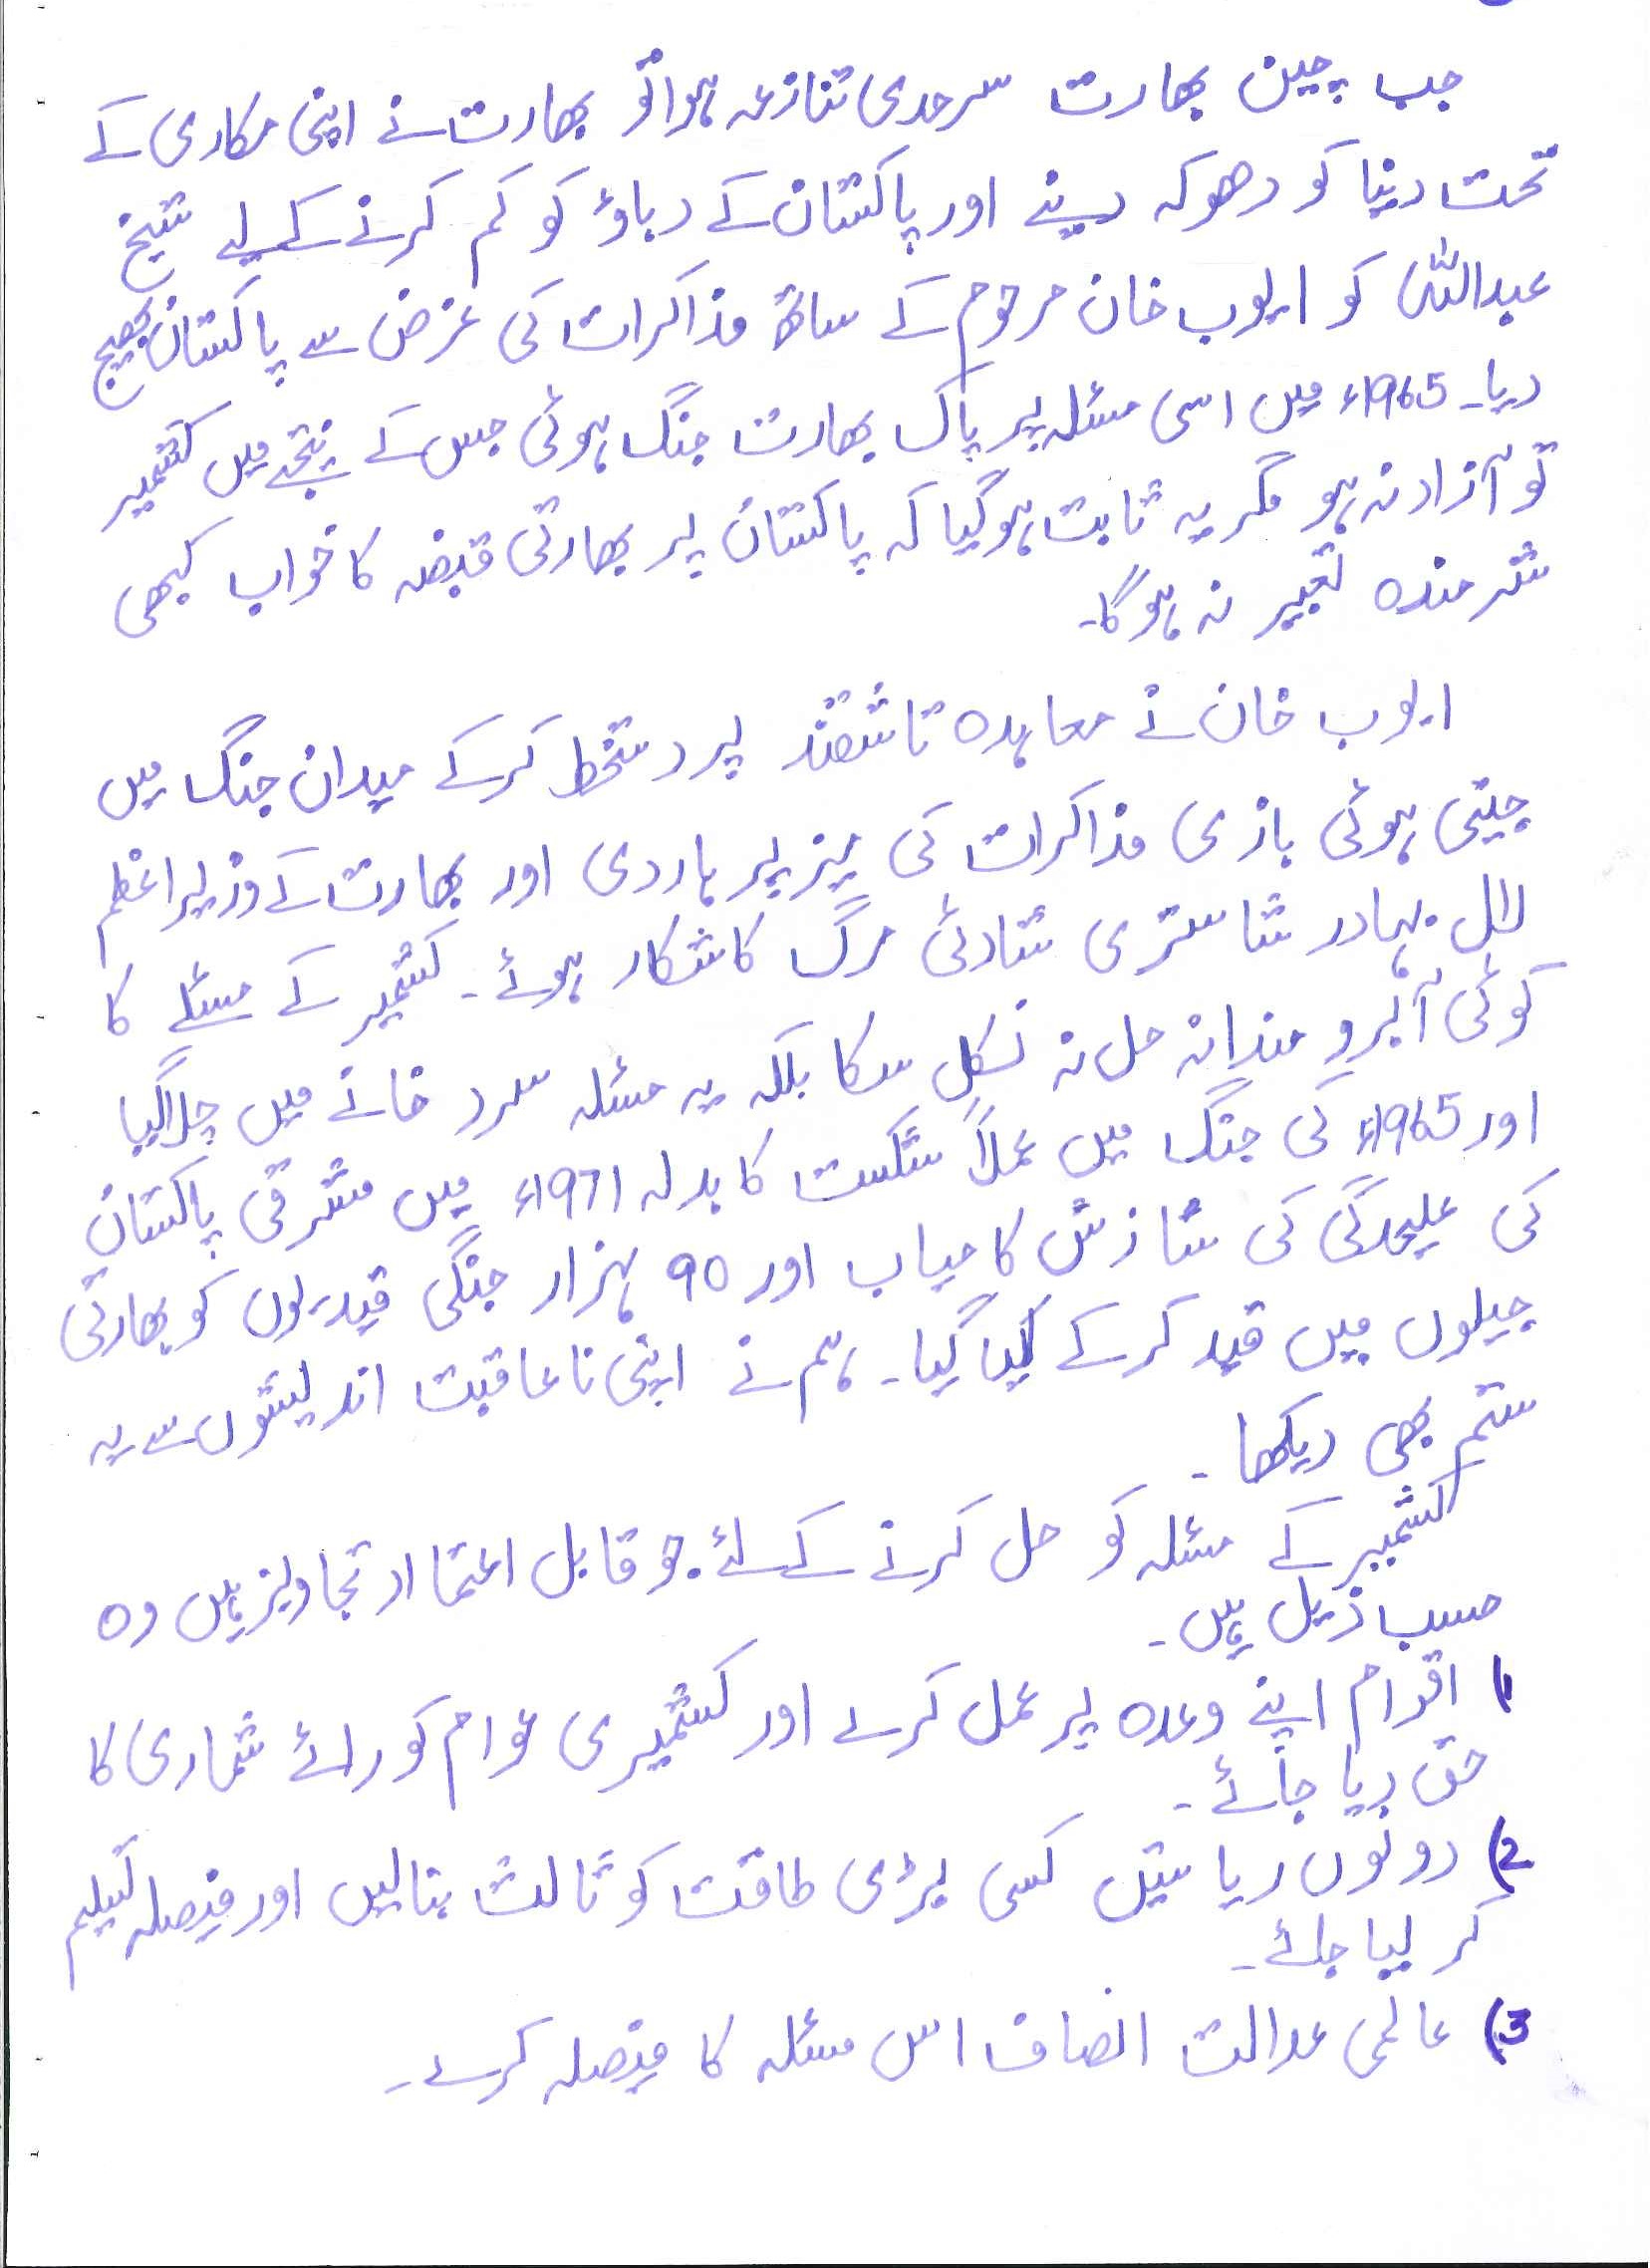 جب چین بھارت سرحدی تنازعہ ہوا تو بھارت نے اپنی مکاری کے
تحت دنیا کو دھوکہ دینے اور پاکستان کے دباؤ کو کم کرنے کے لیے شیخ
عبداللہ کو ایوب خان مرحوم کے ساتھ مذاکرات کی غرض سے پاکستان بھیج
دیا۔ 1965ء میں اسی مسئلہ پر پاک بھارت جنگ ہوئی جس کے نتیجے میں کشمیر
تو آزاد نہ ہو مگر یہ ثابت ہوگیا کہ پاکستان پر بھارتی قبضہ کا خواب کبھی
شرمندہ تعبیر نہ ہوگا۔
ایوب خان نے معاہدہ تاشقند پر دستخط کرکے میدان جنگ میں
جیتی ہوئی بازی مذاکرات کی میز پر ہار دی اور بھارت کے وزیراعظم
لال بہادر شاستری شادئی مرگ کا شکار ہوئے۔ کشمیر کے مسئلے کا
کوئی آبرو مندانہ حل نہ نکل سکا بلکہ یہ مسئلہ سرد خانے میں چلا گیا
اور 1965ء کی جنگ میں عملاً شکست کا بدلہ 1971ء میں مشرقی پاکستان
کی علیحدگی کی شازش کامیاب اور 90 ہزار جنگی قیدیوں کو بھارتی
جیلوں میں قید کرکے لیا گیا۔ ہم نے اپنی ناعاقبت اندیشوں سے یہ
ستم بھی دیکھا۔
کشمیر کے مسئلہ کو حل کرنے کے لئے جو قابل اعتماد تجاویز ہیں وہ
حسب ذیل ہیں۔
1) اقوام اپنے وعدہ پر عمل کرے اور کشمیری عوام کو رائے شماری کا
حق دیا جائے۔
2) دونوں ریاستیں کسی بڑی طاقت کو ثالث بنالیں اور فیصلہ تسلیم
کر لیا جائے۔
3) عالمی عدالت انصاف اس مسئلہ کا فیصلہ کرے۔